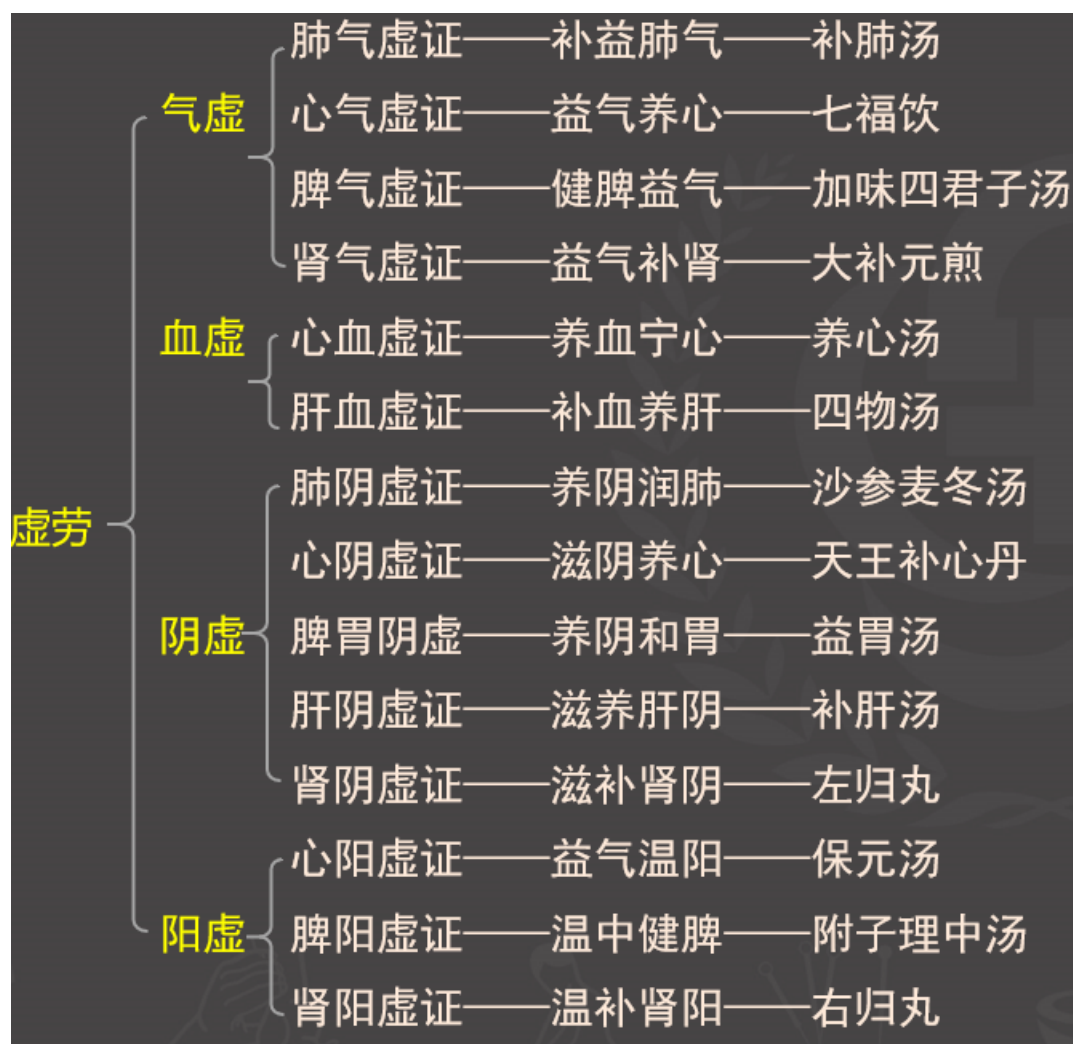 肺气虚证——补益肺气——补肺汤
气虚 心气虚证——益气养心——七福饮
脾气虚证——健脾益气——加味四君子汤
肾气虚证——益气补肾——大补元煎
血虚 心血虚证——养血宁心——养心汤
肝血虚证——补血养肝——四物汤
肺阴虚证——养阴润肺——沙参麦冬汤
虚劳
心阴虚证——滋阴养心——天王补心丹
阴虚 脾胃阴虚——养阴和胃——益胃汤
肝阴虚证——滋养肝阴——补肝汤
肾阴虚证——滋补肾阴——左归丸
心阳虚证——益气温阳——保元汤
阳虚 脾阳虚证——温中健脾——附子理中汤
肾阳虚证——温补肾阳——右归丸